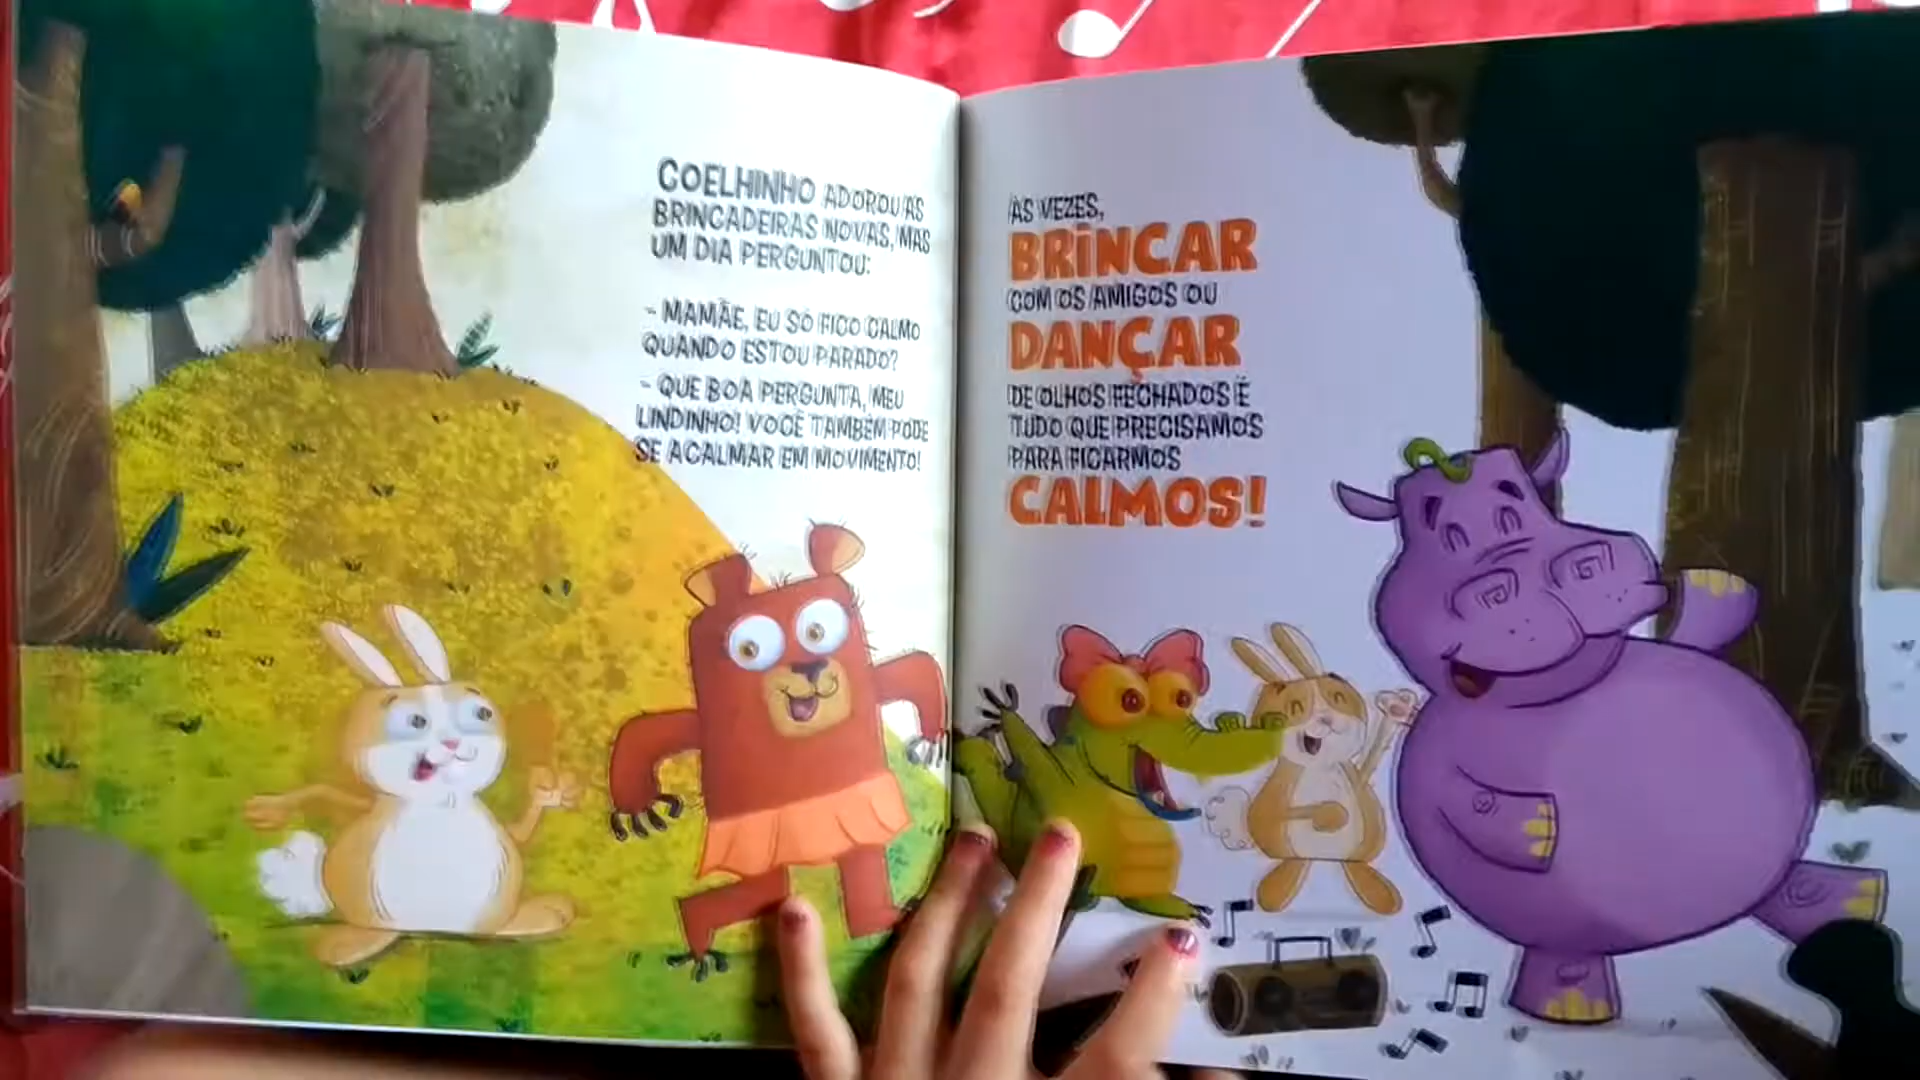 COELHINHO ADOROU AS
BRINCADEIRAS NOVAS, MAS
UM DIA PERGUNTOU:
- MAMÃE, EU SÓ FICO CALMO
QUANDO ESTOU PARADO?
- QUE BOA PERGUNTA, MEU
LINDINHO! VOCÊ TAMBÉM PODE
SE ACALMAR EM MOVIMENTO!
ÀS VEZES,
BRINCAR
COM OS AMIGOS OU
DANÇAR
DE OLHOS FECHADOS É
TUDO QUE PRECISAMOS
PARA FICARMOS
CALMOS!